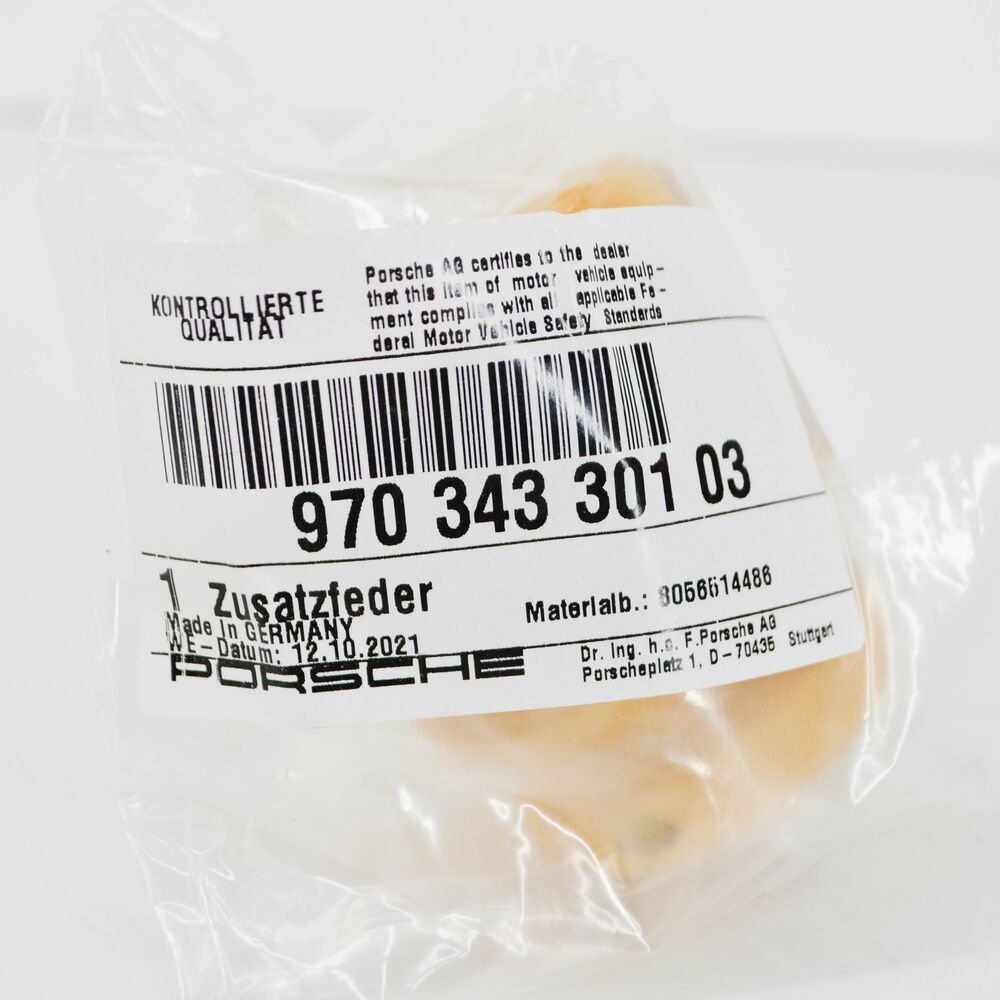 KONTROLLIERTE
QUALITÄT
Porsche AG certifies to the dealer
that this item of motor vehicle equip-
ment complies with all applicable Fe-
deral Motor Vehicle Safety Standards
970 343 301 03
1 Zusatzfeder
Materialb.: 8056514486
Made in GERMANY
WE-Datum: 12.10.2021
PORSCHE
Dr. Ing. h.c. F.Porsche AG
Porscheplatz 1, D-70435 Stuttgart